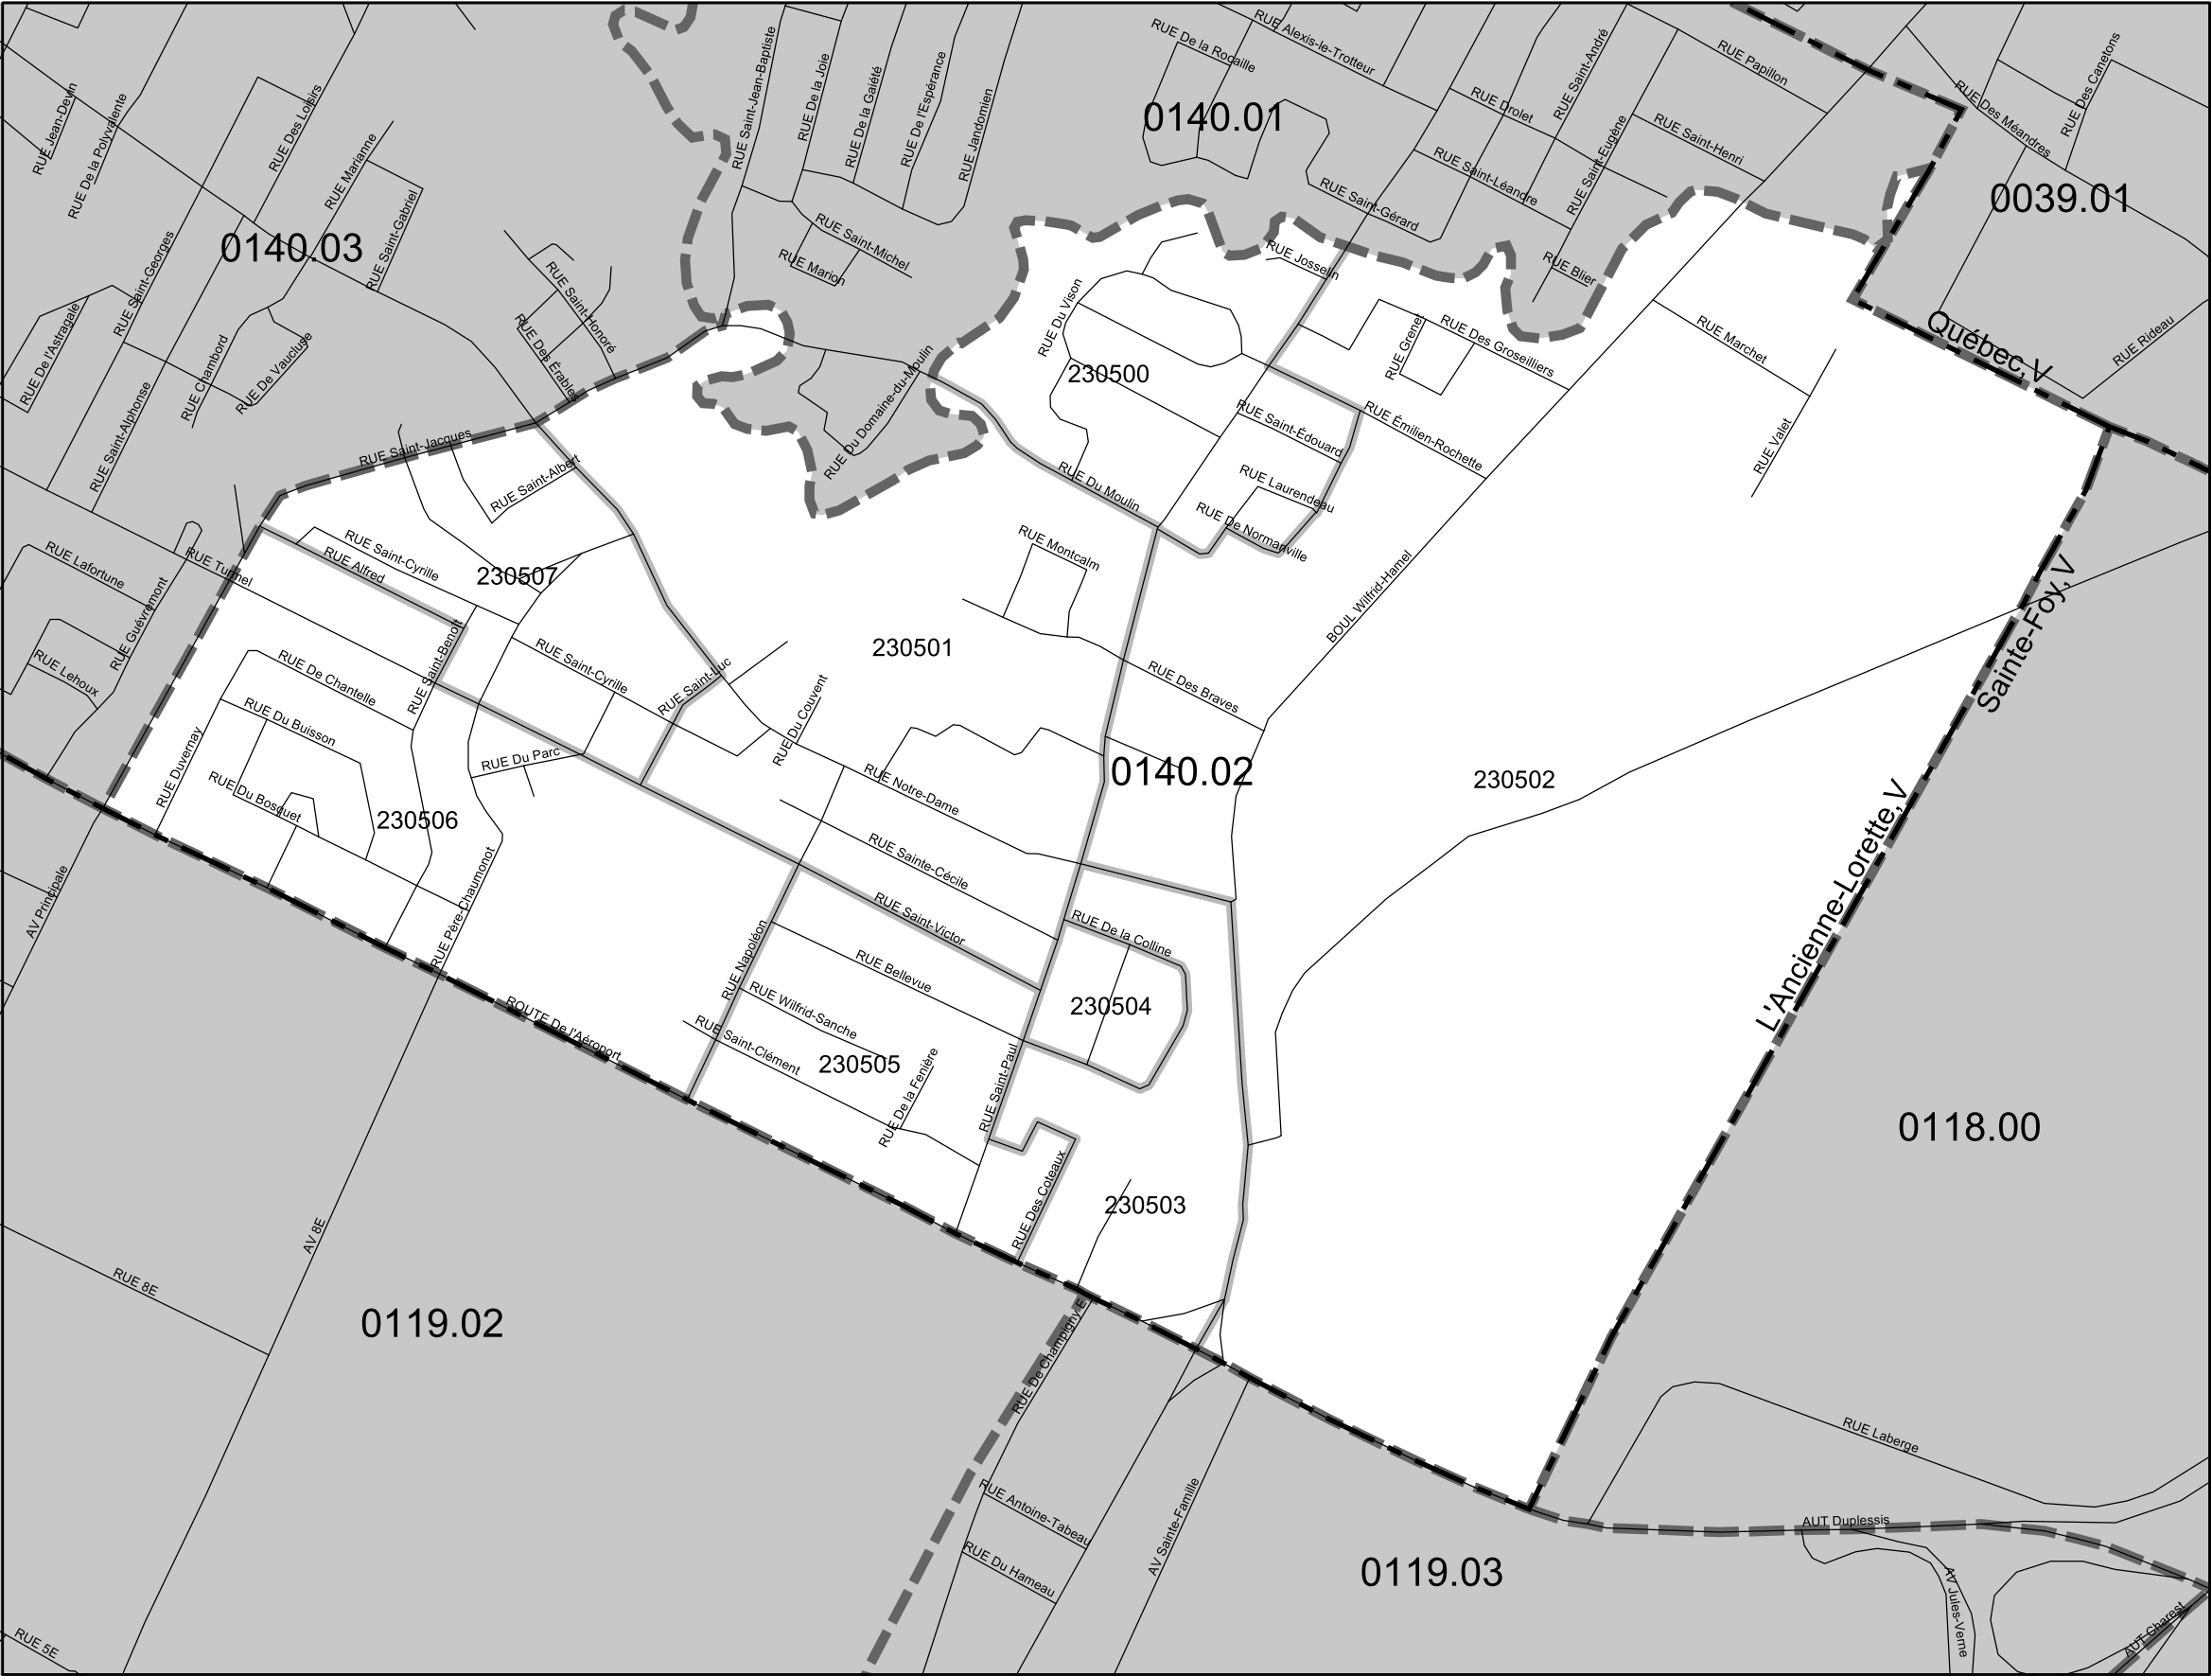 RUE Jean-Devin
RUE De la Polyvalente
RUE Des Loisirs
RUE Marianne
RUE Saint-Gabriel
0140.03
RUE Saint-Georges
RUE De l'Astragale
RUE Saint-Alphonse
RUE Chambord
RUE De Vaucluse
RUE Saint-Honoré
RUE Des Érables
RUE Saint-Jean-Baptiste
RUE De la Joie
RUE De la Gaiété
RUE De l'Espérance
RUE Jandomien
RUE Saint-Michel
RUE Marion
RUE De la Rocaille
RUE Alexis-le-Trotteur
0140.01
RUE Drolet
RUE Saint-André
RUE Papillon
RUE Saint-Eugène
RUE Saint-Henri
RUE Saint-Léandre
RUE Saint-Gérard
RUE Blier
RUE Josselin
RUE Des Canetons
RUE Des Méandres
0039.01
Québec,V
RUE Rideau
RUE Du Vison
230500
RUE Grenet
RUE Des Groseilliers
RUE Marchet
RUE Valet
RUE Du Domaine-du-Moulin
RUE Saint-Édouard
RUE Émilien-Rochette
RUE Laurendeau
RUE De Normanville
RUE Du Moulin
RUE Saint-Jacques
RUE Saint-Albert
RUE Saint-Cyrille
RUE Alfred
230507
RUE Tunnel
RUE Lafortune
RUE Guévremont
RUE Lehoux
RUE Montcalm
BOUL Wilfrid-Hamel
Sainte-Foy,V
230501
RUE Saint-Benoit
RUE De Chantelle
RUE Saint-Cyrille
RUE Saint-Luc
RUE Des Braves
RUE Du Couvent
RUE Du Buisson
RUE Duvernay
RUE Du Parc
RUE Du Bosquet
230506
RUE Notre-Dame
0140.02
230502
L'Ancienne-Lorette,V
RUE Sainte-Cécile
RUE Saint-Victor
RUE De la Colline
AV Principale
RUE Père-Chaumonot
RUE Napoléon
RUE Bellevue
RUE Wilfrid-Sanche
230504
ROUTE De l'Aéroport
RUE Saint-Clément
230505
RUE De la Fenière
RUE Saint-Paul
0118.00
RUE Des Coteaux
230503
AV 8E
RUE 8E
0119.02
RUE De Champigny E
RUE Laberge
RUE Antoine-Tabeau
RUE Du Hameau
AV Sainte-Famille
0119.03
AUT Duplessis
AV Jules-Verne
AUT Charest
RUE 5E